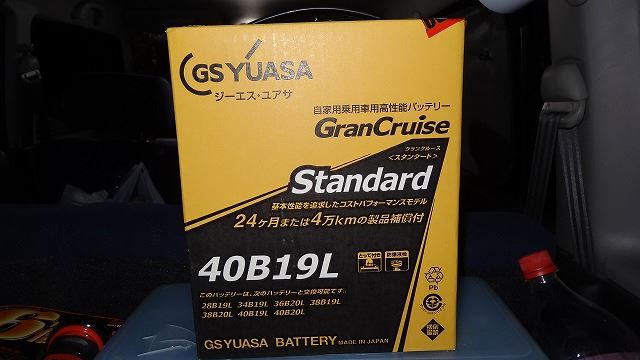 GS YUASA
ジーエス・ユアサ
自家用乗用車用高性能バッテリー
GranCruise
グランクルーズ
<スタンダード>
Standard
基本性能を追求したコストパフォーマンスモデル
24ヶ月または4万kmの製品補償付
40B19L
とって付き
このバッテリーは、次のバッテリーと交換可能です。
28B19L 34B19L 36B20L 38B19L
38B20L 40B19L 40B20L
Pb
GS YUASA BATTERY MADE IN JAPAN